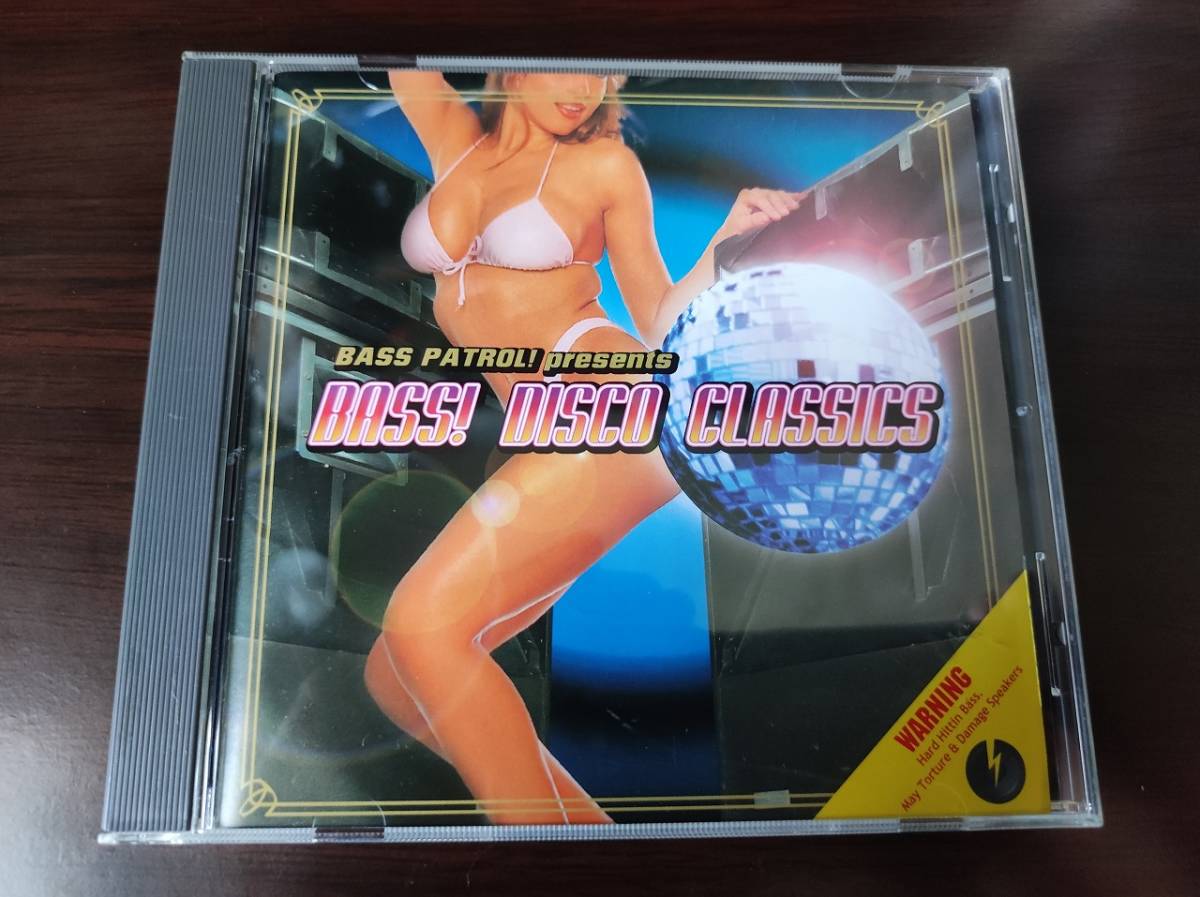 BASS PATROL! presents
BASS! DISCO CLASSICS
WARNING
Hard Hittin Bass.
May Torture & Damage Speakers